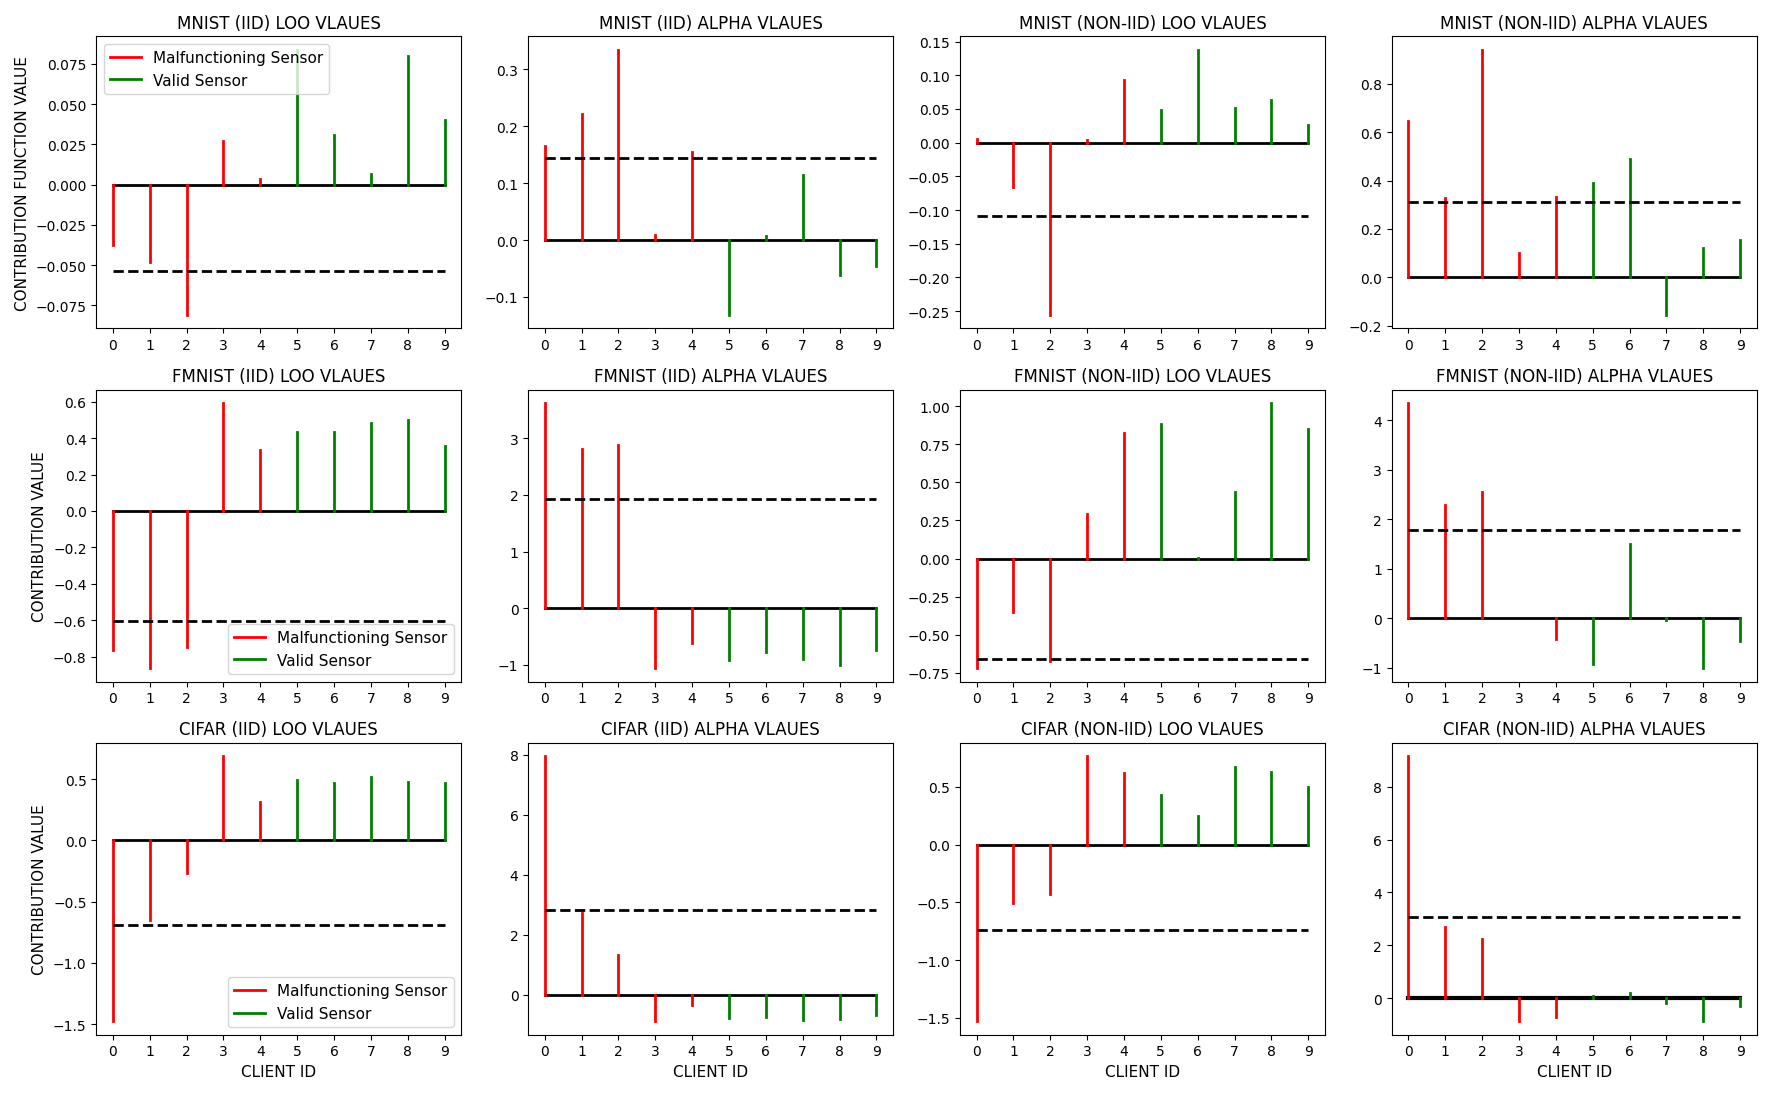 MNIST (IID) LOO VLAUES
CONTRIBUTION FUNCTION VALUE
0.075
0.050
0.025
0.000
−0.025
−0.050
−0.075
Malfunctioning Sensor
Valid Sensor
0 1 2 3 4 5 6 7 8 9
MNIST (IID) ALPHA VLAUES
0.3
0.2
0.1
0.0
−0.1
0 1 2 3 4 5 6 7 8 9
MNIST (NON-IID) LOO VLAUES
0.15
0.10
0.05
0.00
−0.05
−0.10
−0.15
−0.20
−0.25
0 1 2 3 4 5 6 7 8 9
MNIST (NON-IID) ALPHA VLAUES
0.8
0.6
0.4
0.2
0.0
−0.2
0 1 2 3 4 5 6 7 8 9
FMNIST (IID) LOO VLAUES
CONTRIBUTION VALUE
0.6
0.4
0.2
0.0
−0.2
−0.4
−0.6
−0.8
Malfunctioning Sensor
Valid Sensor
0 1 2 3 4 5 6 7 8 9
FMNIST (IID) ALPHA VLAUES
3
2
1
0
−1
0 1 2 3 4 5 6 7 8 9
FMNIST (NON-IID) LOO VLAUES
1.00
0.75
0.50
0.25
0.00
−0.25
−0.50
−0.75
0 1 2 3 4 5 6 7 8 9
FMNIST (NON-IID) ALPHA VLAUES
4
3
2
1
0
−1
0 1 2 3 4 5 6 7 8 9
CIFAR (IID) LOO VLAUES
CONTRIBUTION VALUE
0.5
0.0
−0.5
−1.0
−1.5
Malfunctioning Sensor
Valid Sensor
0 1 2 3 4 5 6 7 8 9
CLIENT ID
CIFAR (IID) ALPHA VLAUES
8
6
4
2
0
0 1 2 3 4 5 6 7 8 9
CLIENT ID
CIFAR (NON-IID) LOO VLAUES
0.5
0.0
−0.5
−1.0
−1.5
0 1 2 3 4 5 6 7 8 9
CLIENT ID
CIFAR (NON-IID) ALPHA VLAUES
8
6
4
2
0
0 1 2 3 4 5 6 7 8 9
CLIENT ID